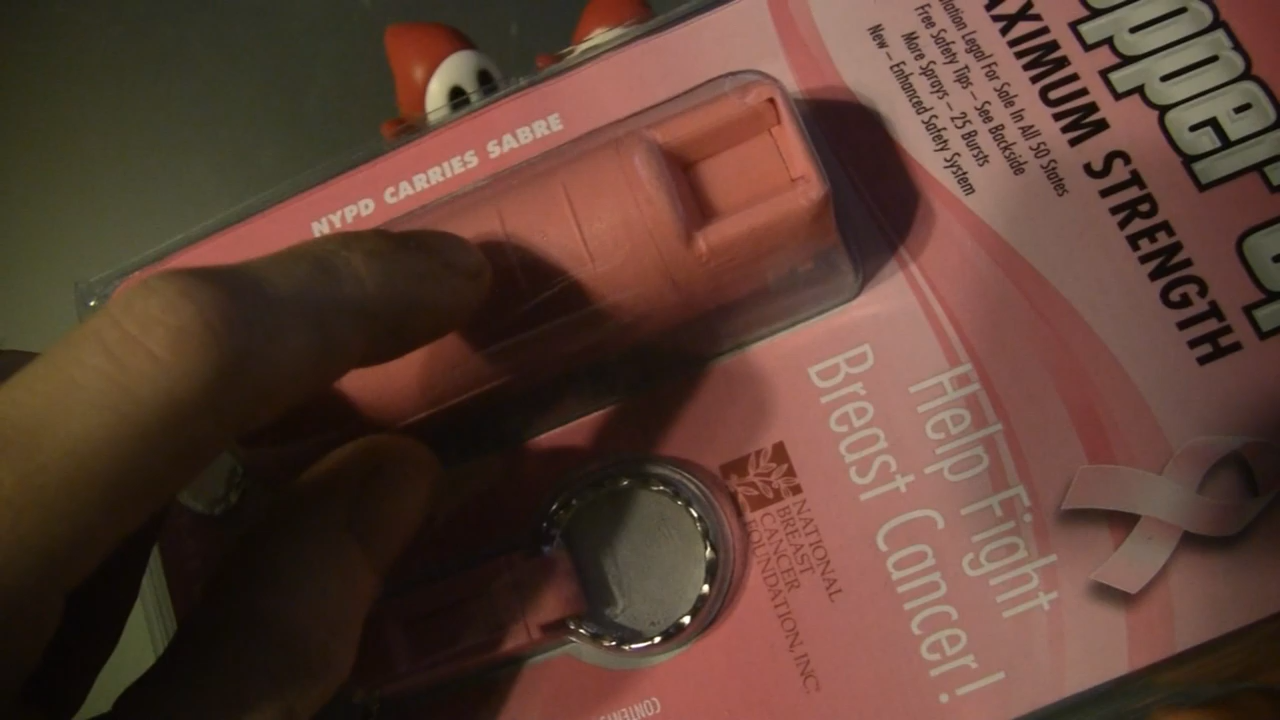 NYPD CARRIES SABRE
MAXIMUM STRENGTH
Legal For Sale In All 50 States
Free Safety Tips – See Backside
More Sprays – 25 Bursts
New – Enhanced Safety System
Help Fight
Breast Cancer!
NATIONAL
BREAST
CANCER
FOUNDATION, INC.